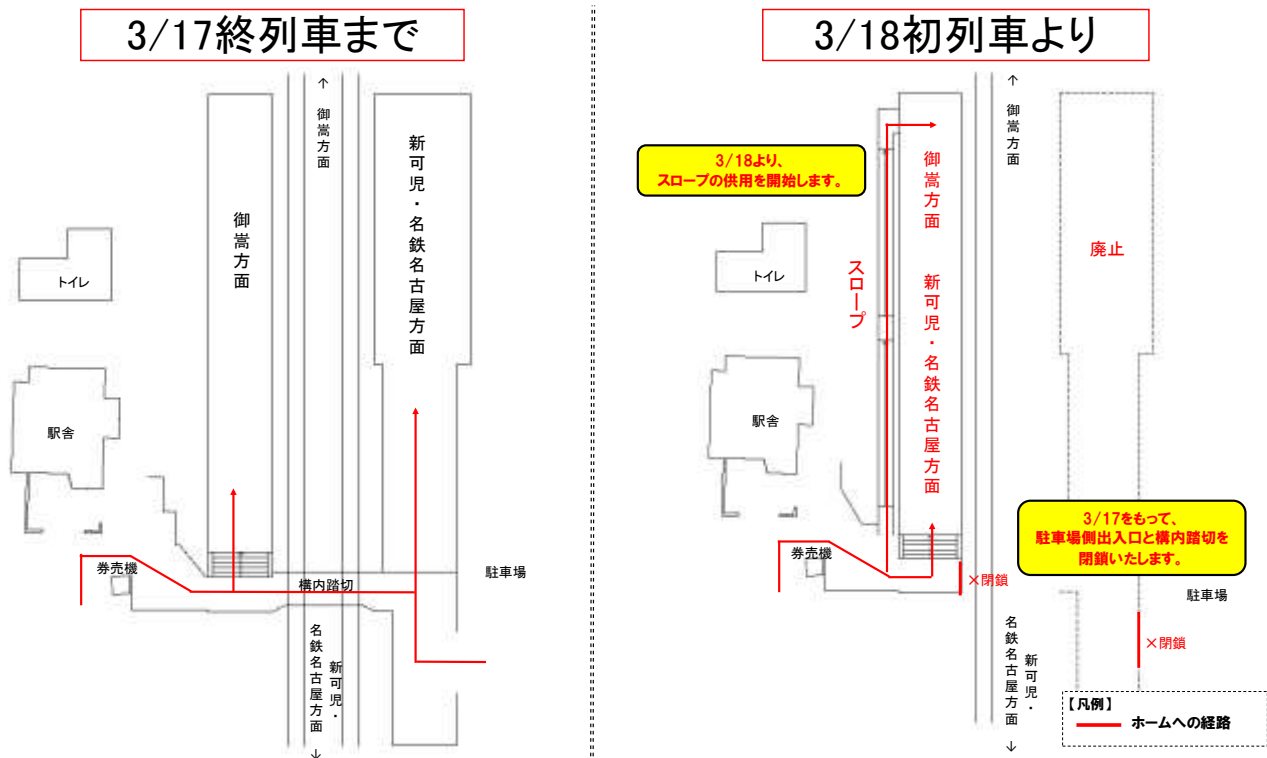 3/17終列車まで
↑
御嵩方面
御嵩方面
新可児・名鉄名古屋方面
トイレ
駅舎
券売機
構内踏切
駐車場
新可児・
名鉄名古屋方面
↓
3/18初列車より
↑
御嵩方面
3/18より、
スロープの供用を開始します。
御嵩方面
新可児・名鉄名古屋方面
スロープ
廃止
トイレ
駅舎
3/17をもって、
駐車場側出入口と構内踏切を
閉鎖いたします。
券売機
×閉鎖
駐車場
×閉鎖
新可児・
名鉄名古屋方面
↓
【凡例】
ホームへの経路